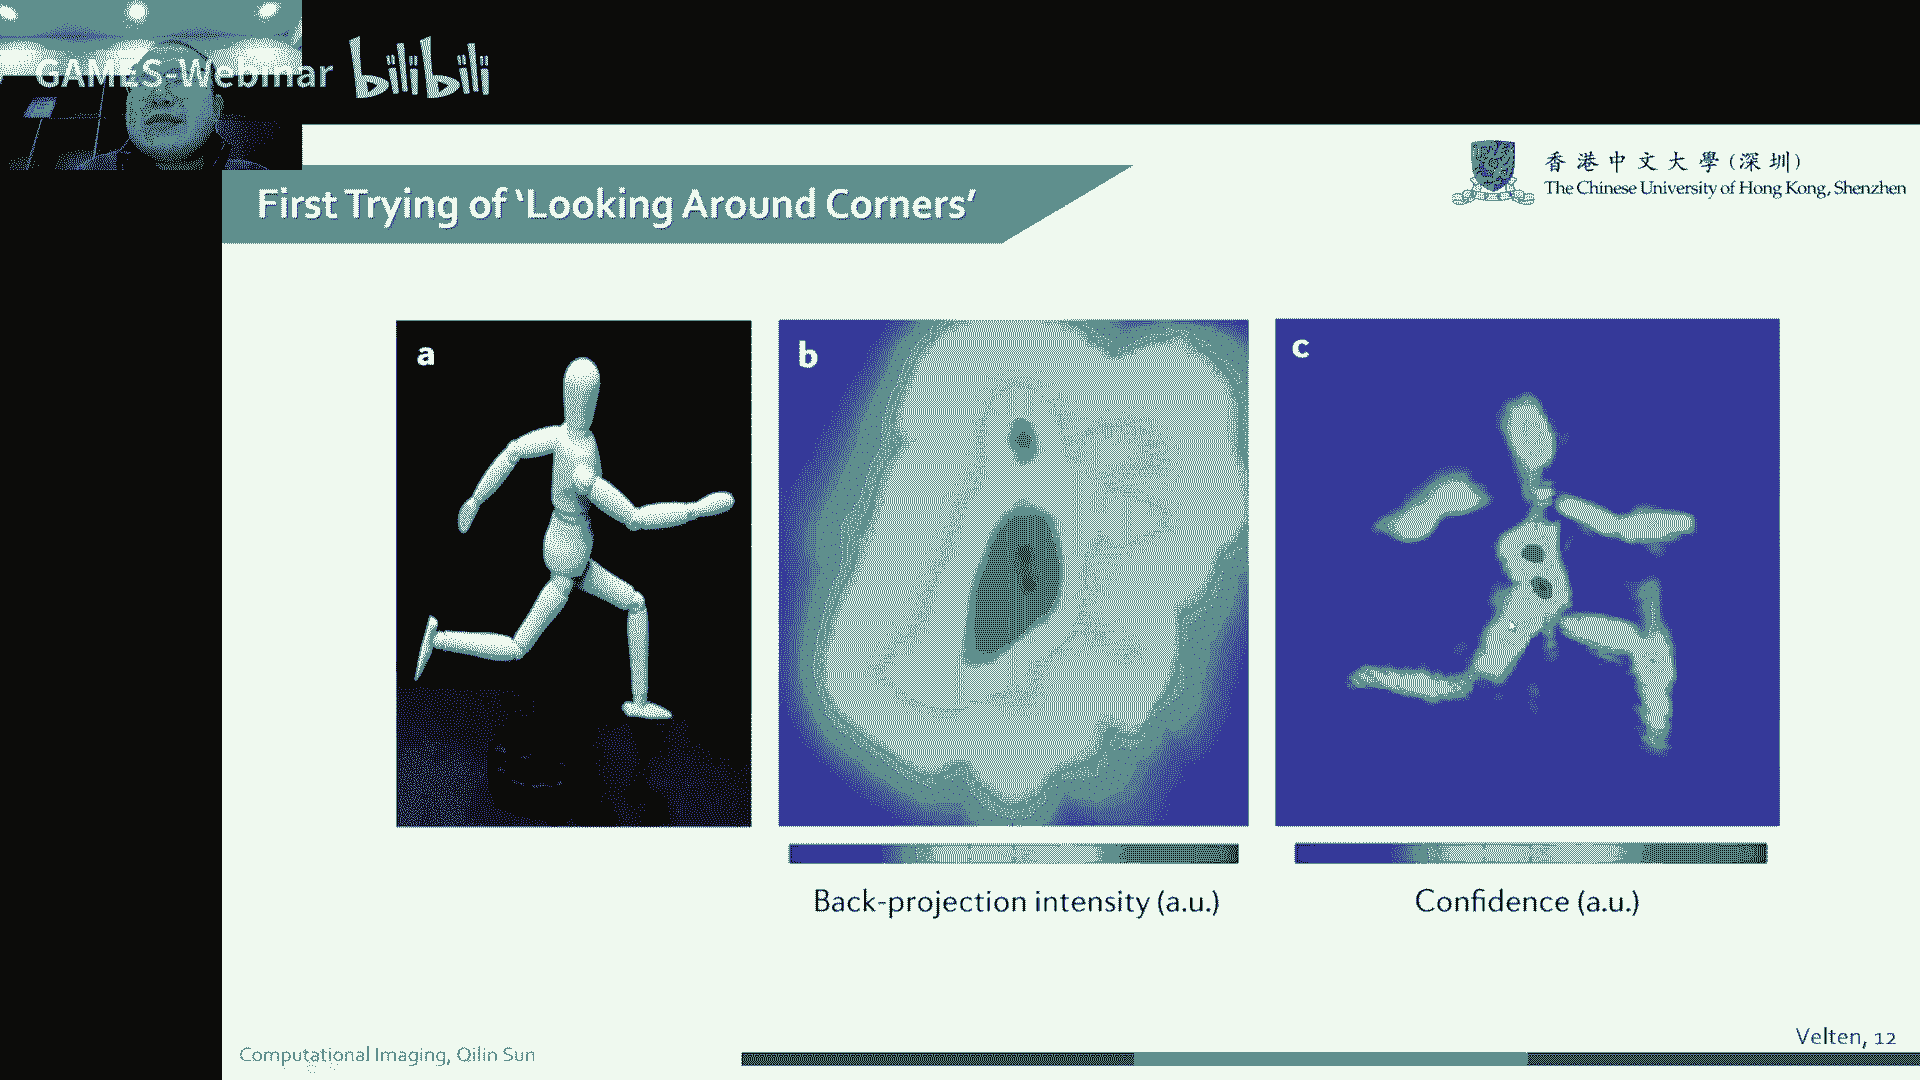 GAMES-Webinar bilibili
香港中文大學(深圳)
The Chinese University of Hong Kong, Shenzhen
First Trying of ‘Looking Around Corners’
a
b
c
Back-projection intensity (a.u.)
Confidence (a.u.)
Velten, 12
Computational Imaging, Qilin Sun